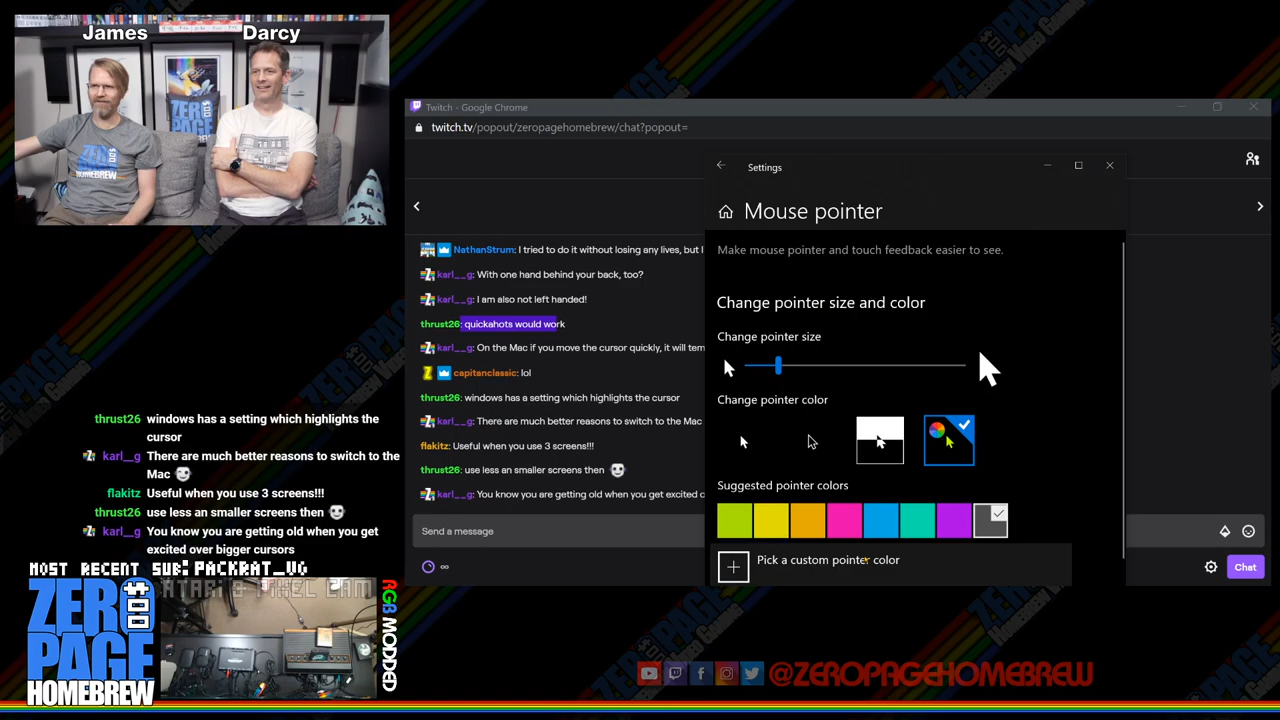 James
Darcy
ZERO
PAGE
Twitch - Google Chrome
twitch.tv/popout/zeropagehomebrew/chat?popout=
Settings
Mouse pointer
Make mouse pointer and touch feedback easier to see.
Change pointer size and color
Change pointer size
Change pointer color
Suggested pointer colors
Pick a custom pointer color
NathanStrum: I tried to do it without losing any lives, but I
karl__g: With one hand behind your back, too?
karl__g: I am also not left handed!
thrust26: quickahots would work
karl__g: On the Mac if you move the cursor quickly, it will tem
capitanclassic: lol
thrust26: windows has a setting which highlights the cursor
karl__g: There are much better reasons to switch to the Mac
flakitz: Useful when you use 3 screens!!!
thrust26: use less an smaller screens then
karl__g: You know you are getting old when you get excited o
Send a message
Chat
thrust26 windows has a setting which highlights the
cursor
karl__g There are much better reasons to switch to the
Mac
flakitz Useful when you use 3 screens!!!
thrust26 use less an smaller screens then
karl__g You know you are getting old when you get
excited over bigger cursors
MOST RECENT SUB: PACKRAT_VG
ATARI & PIXEL CAM
RGB MODDED
ZERO
$00
PAGE
HOMEBREW
@ZEROPAGEHOMEBREW